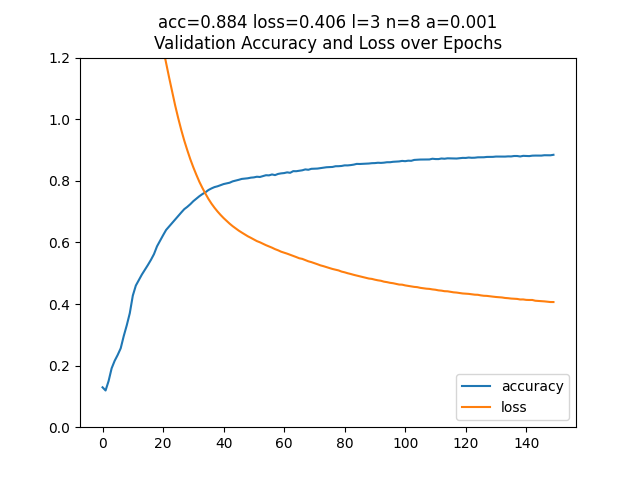 acc=0.884 loss=0.406 l=3 n=8 a=0.001
Validation Accuracy and Loss over Epochs
1.2
1.0
0.8
0.6
0.4
0.2
0.0
accuracy
loss
0 20 40 60 80 100 120 140